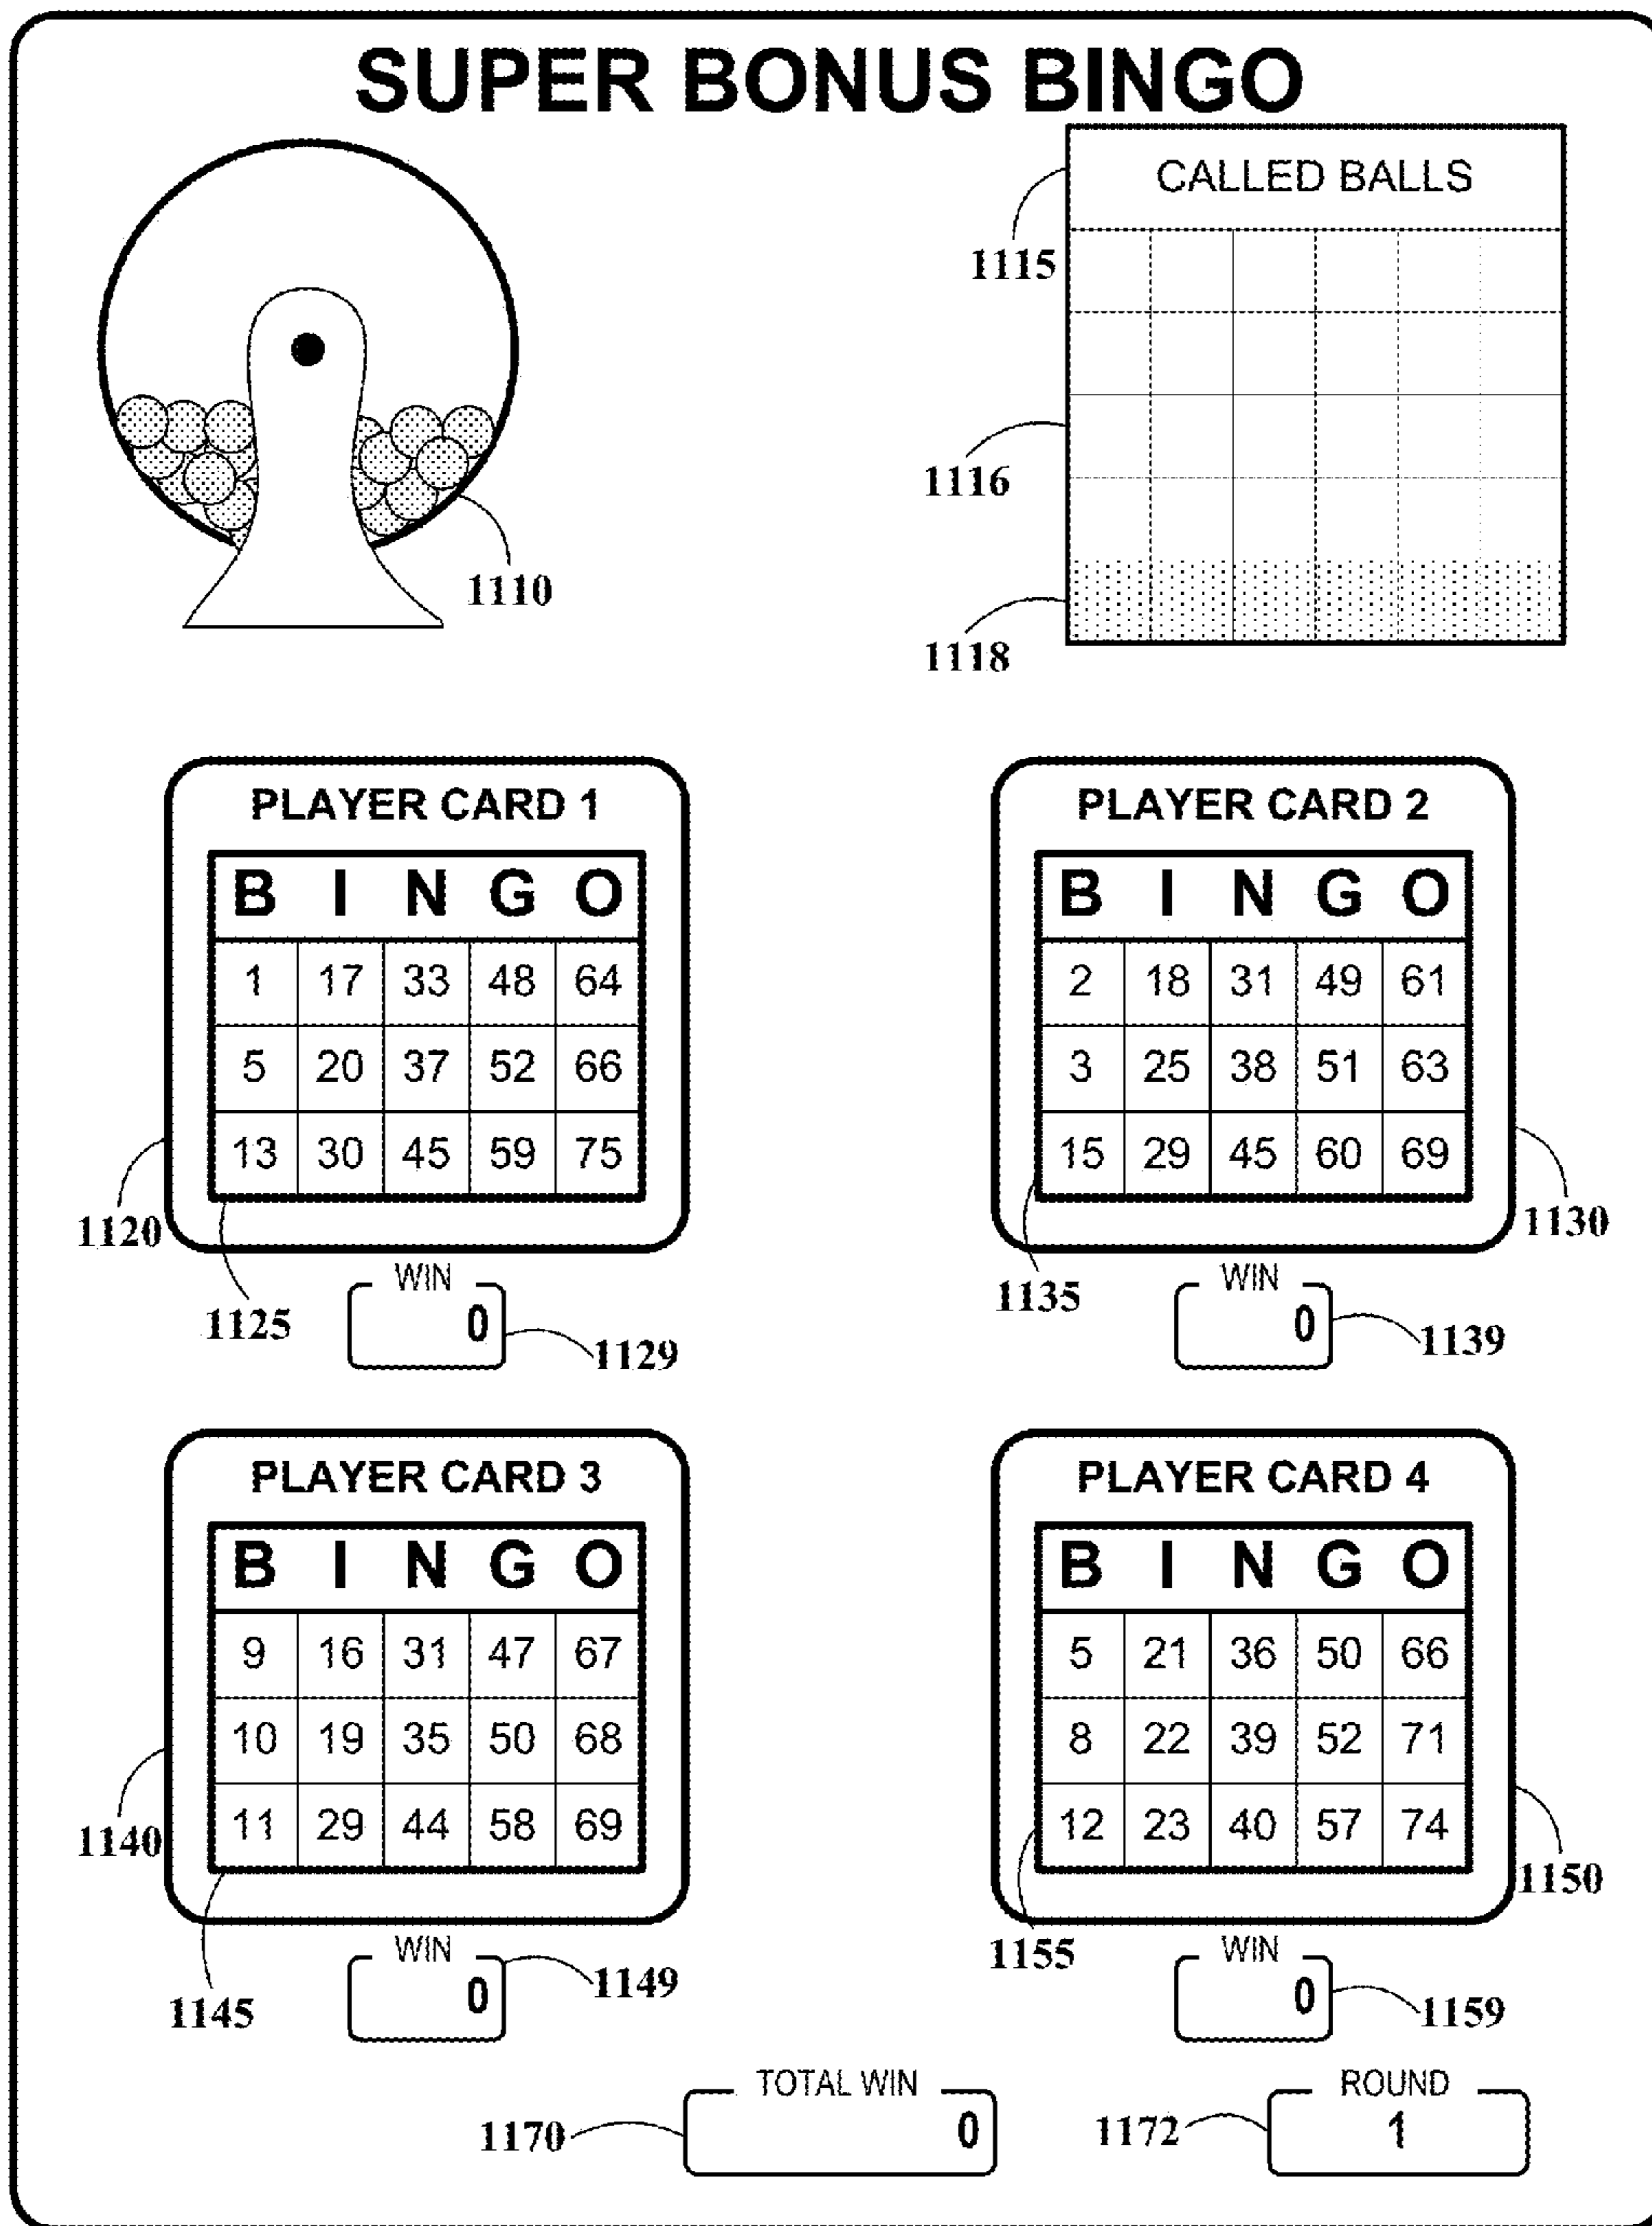 SUPER BONUS BINGO
CALLED BALLS
1115
1116
1110
1118
PLAYER CARD 1
B I N G O
1 17 33 48 64
5 20 37 52 66
13 30 45 59 75
1120
1125
WIN
0
1129
PLAYER CARD 2
B I N G O
2 18 31 49 61
3 25 38 51 63
15 29 45 60 69
1130
1135
WIN
0
1139
PLAYER CARD 3
B I N G O
9 16 31 47 67
10 19 35 50 68
11 29 44 58 69
1140
1145
WIN
0
1149
PLAYER CARD 4
B I N G O
5 21 36 50 66
8 22 39 52 71
12 23 40 57 74
1150
1155
WIN
0
1159
TOTAL WIN
0
1170
ROUND
1
1172